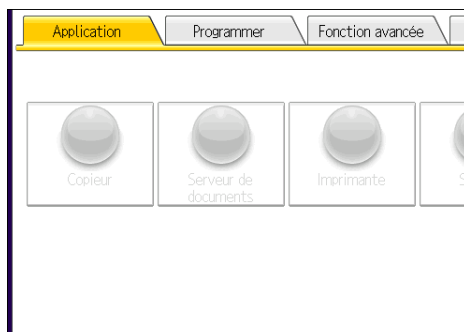 Application
Programmer
Fonction avancée
Copieur
Serveur de
documents
Imprimante